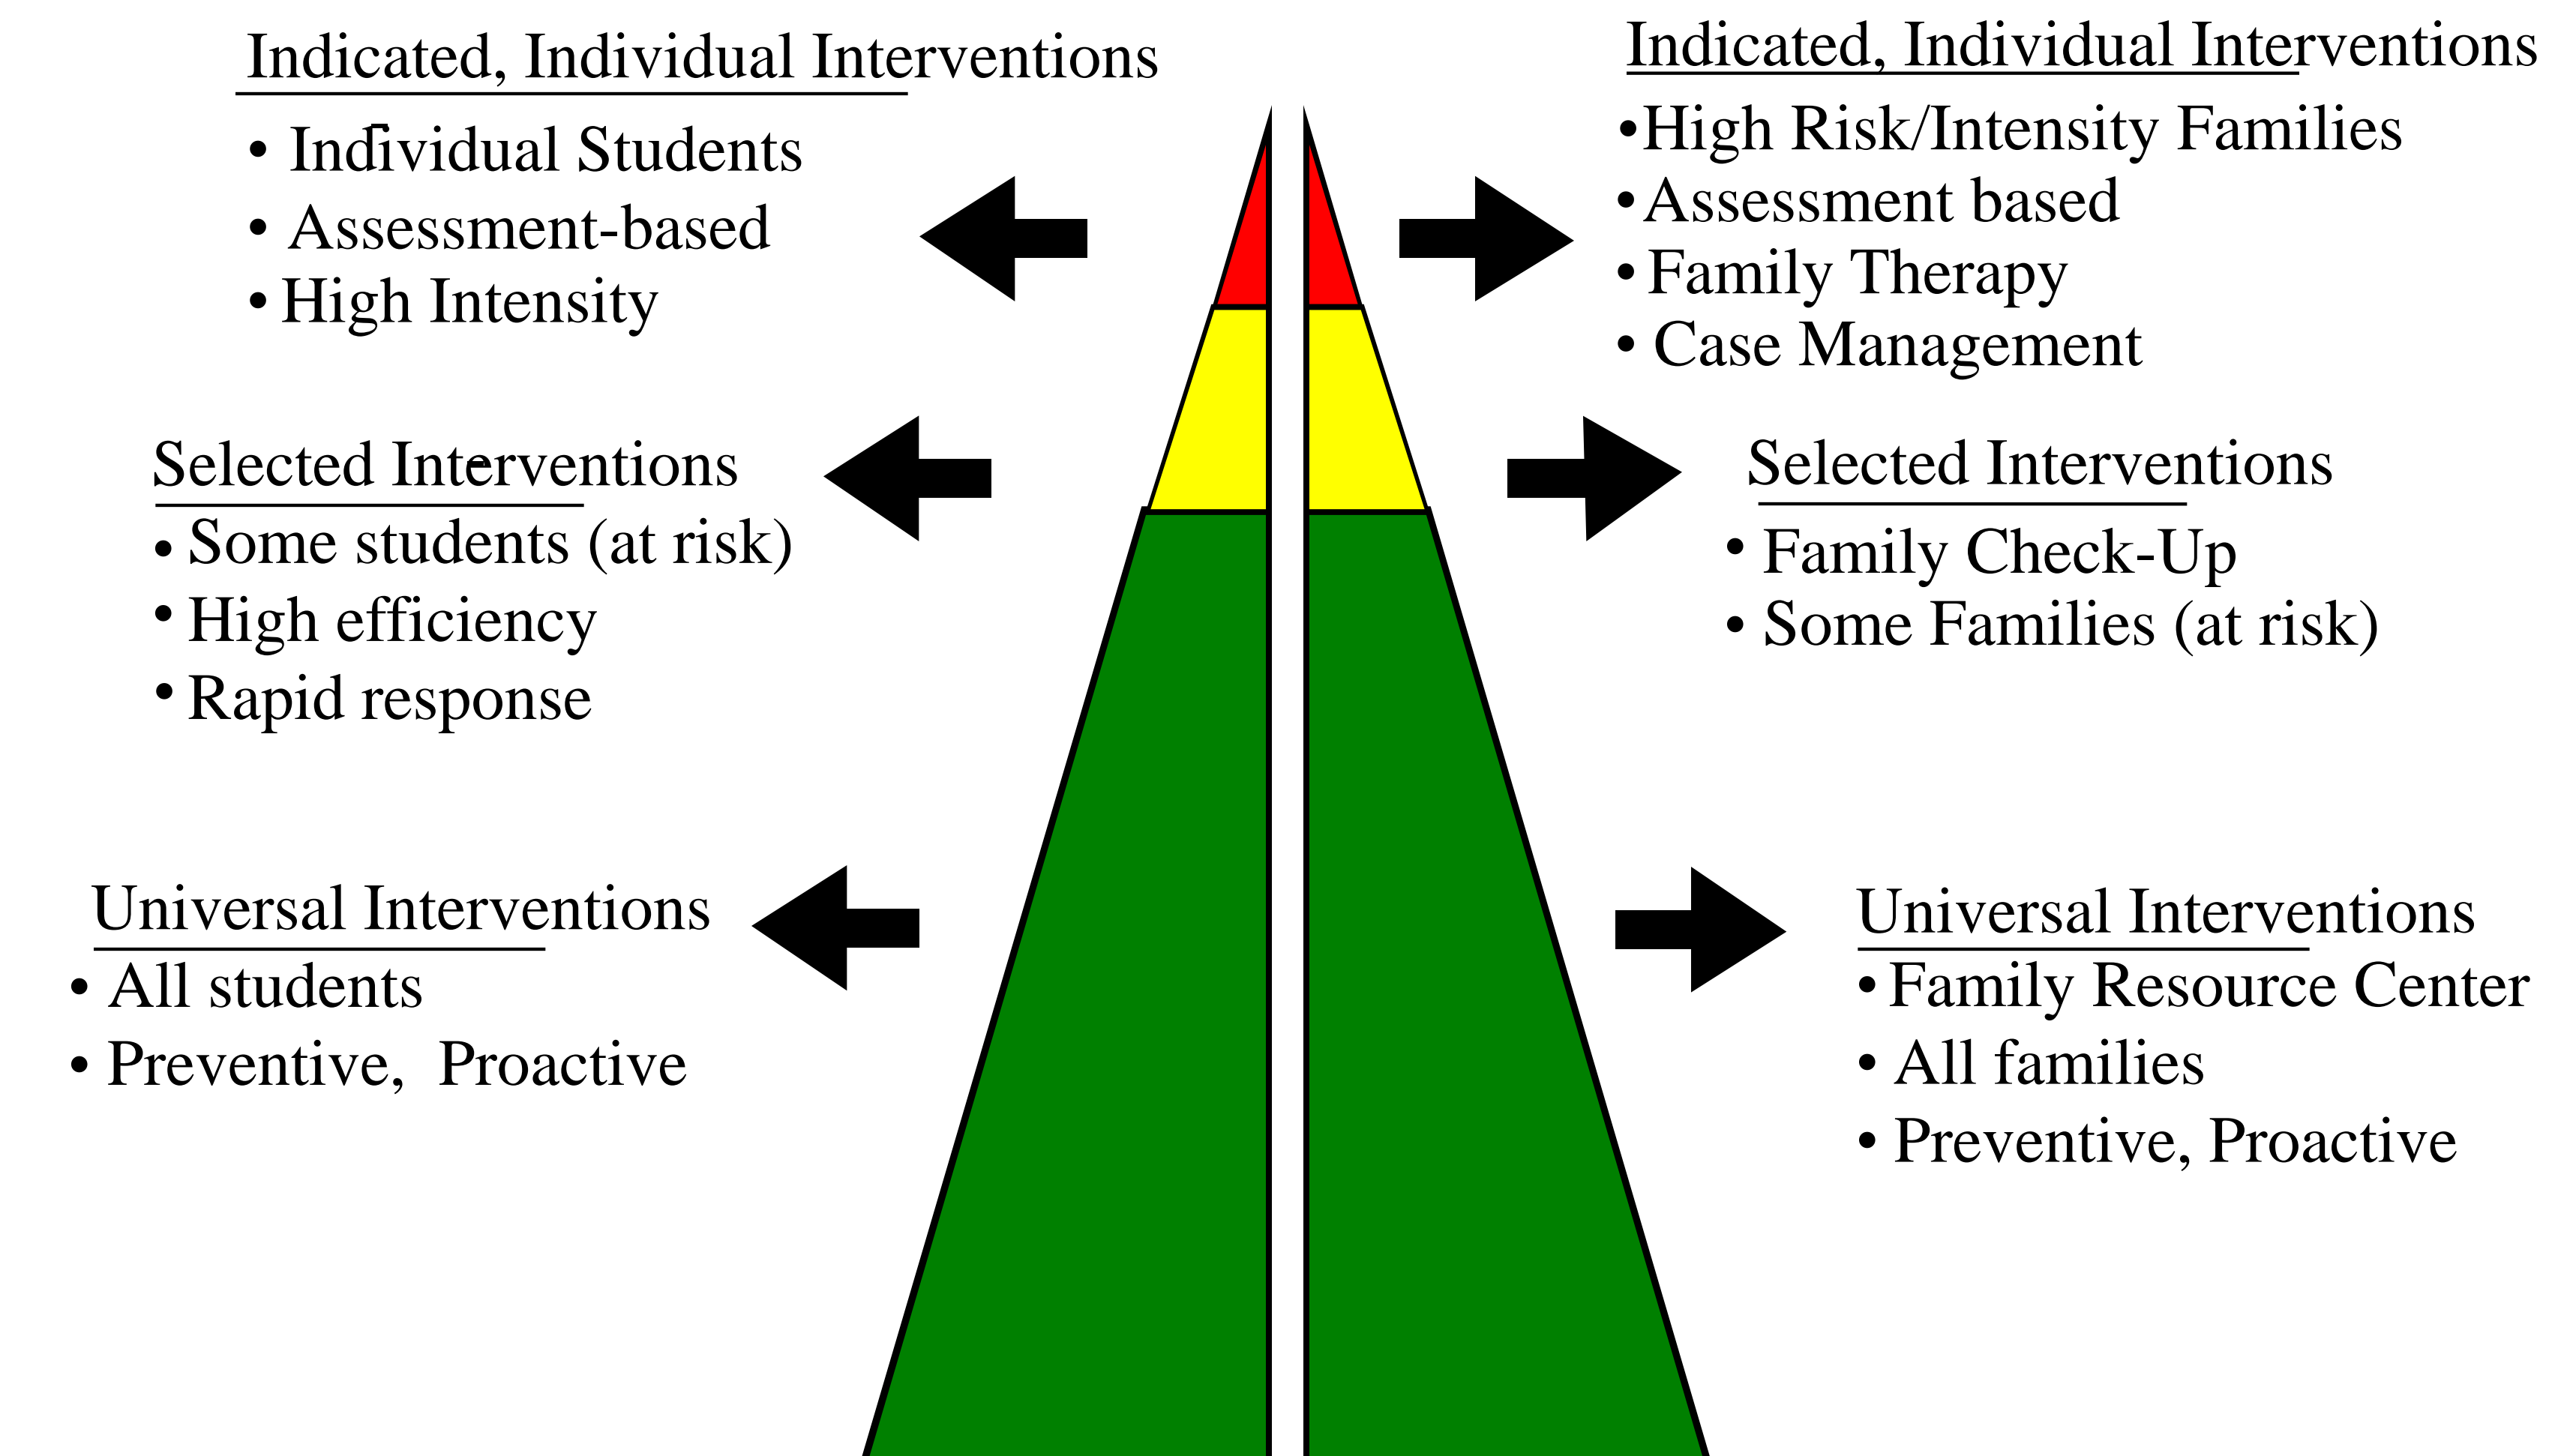 Indicated, Individual Interventions
• Individual Students
• Assessment-based
• High Intensity
Selected Interventions
• Some students (at risk)
• High efficiency
• Rapid response
Universal Interventions
• All students
• Preventive,  Proactive
Indicated, Individual Interventions
•High Risk/Intensity Families
•Assessment based
•Family Therapy
• Case Management
Selected Interventions
• Family Check-Up
• Some Families (at risk)
Universal Interventions
• Family Resource Center
• All families
• Preventive, Proactive